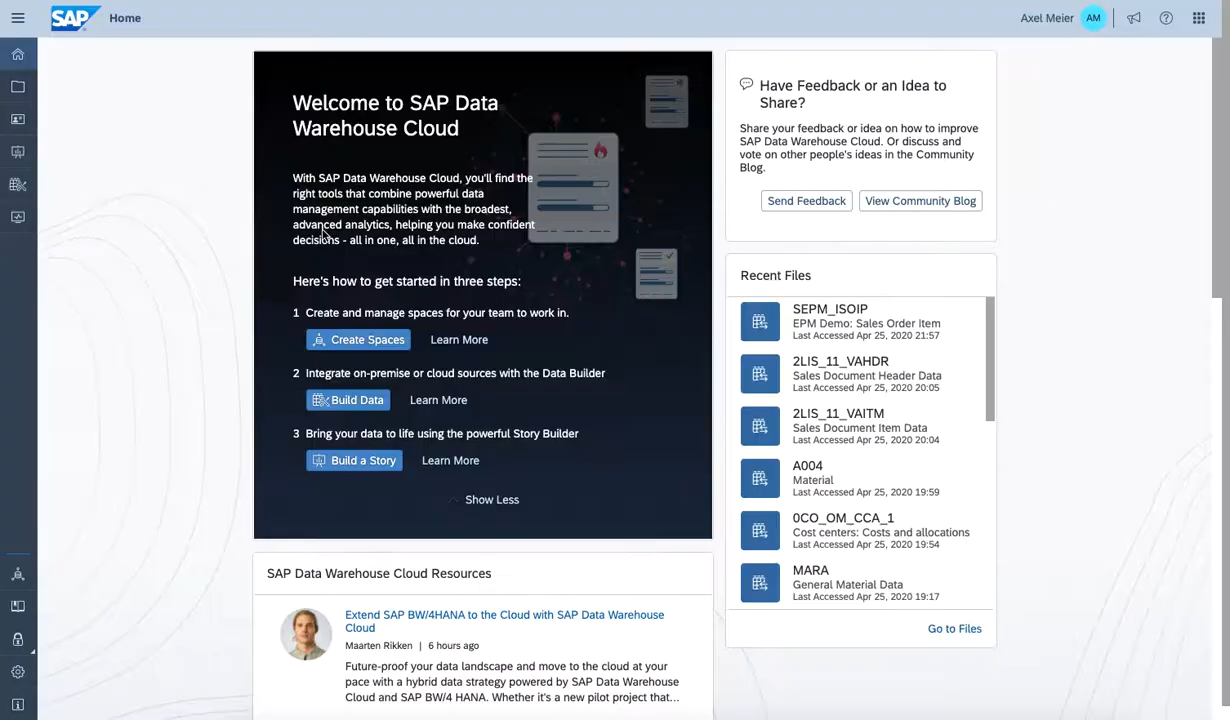 SAP Home
Axel Meier AM
Welcome to SAP Data
Warehouse Cloud
With SAP Data Warehouse Cloud, you'll find the
right tools that combine powerful data
management capabilities with the broadest,
advanced analytics, helping you make confident
decisions - all in one, all in the cloud.
Here's how to get started in three steps:
1 Create and manage spaces for your team to work in.
Create Spaces Learn More
2 Integrate on-premise or cloud sources with the Data Builder
Build Data Learn More
3 Bring your data to life using the powerful Story Builder
Build a Story Learn More
Show Less
SAP Data Warehouse Cloud Resources
Extend SAP BW/4HANA to the Cloud with SAP Data Warehouse
Cloud
Maarten Rikken | 6 hours ago
Future-proof your data landscape and move to the cloud at your
pace with a hybrid data strategy powered by SAP Data Warehouse
Cloud and SAP BW/4 HANA. Whether it's a new pilot project that...
Have Feedback or an Idea to
Share?
Share your feedback or idea on how to improve
SAP Data Warehouse Cloud. Or discuss and
vote on other people's ideas in the Community
Blog.
Send Feedback View Community Blog
Recent Files
SEPM_ISOIP
EPM Demo: Sales Order Item
Last Accessed Apr 25, 2020 21:57
2LIS_11_VAHDR
Sales Document Header Data
Last Accessed Apr 25, 2020 20:05
2LIS_11_VAITM
Sales Document Item Data
Last Accessed Apr 25, 2020 20:04
A004
Material
Last Accessed Apr 25, 2020 19:59
0CO_OM_CCA_1
Cost centers: Costs and allocations
Last Accessed Apr 25, 2020 19:54
MARA
General Material Data
Last Accessed Apr 25, 2020 19:17
Go to Files